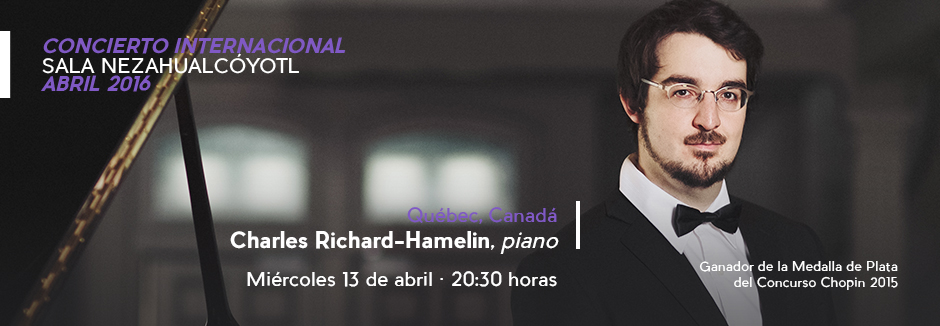 CONCIERTO INTERNACIONAL
SALA NEZAHUALCÓYOTL
ABRIL 2016
Québec, Canadá
Charles Richard-Hamelin, piano
Miércoles 13 de abril · 20:30 horas
Ganador de la Medalla de Plata
del Concurso Chopin 2015